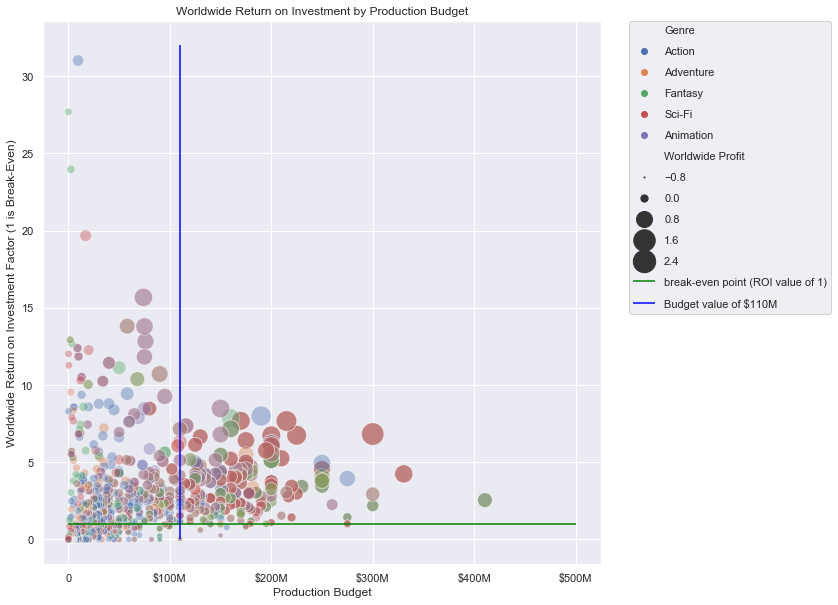 Worldwide Return on Investment by Production Budget
Worldwide Return on Investment Factor (1 is Break-Even)
30
25
20
15
10
5
0
0
$100M
$200M
$300M
$400M
$500M
Production Budget
Genre
Action
Adventure
Fantasy
Sci-Fi
Animation
Worldwide Profit
−0.8
0.0
0.8
1.6
2.4
break-even point (ROI value of 1)
Budget value of $110M